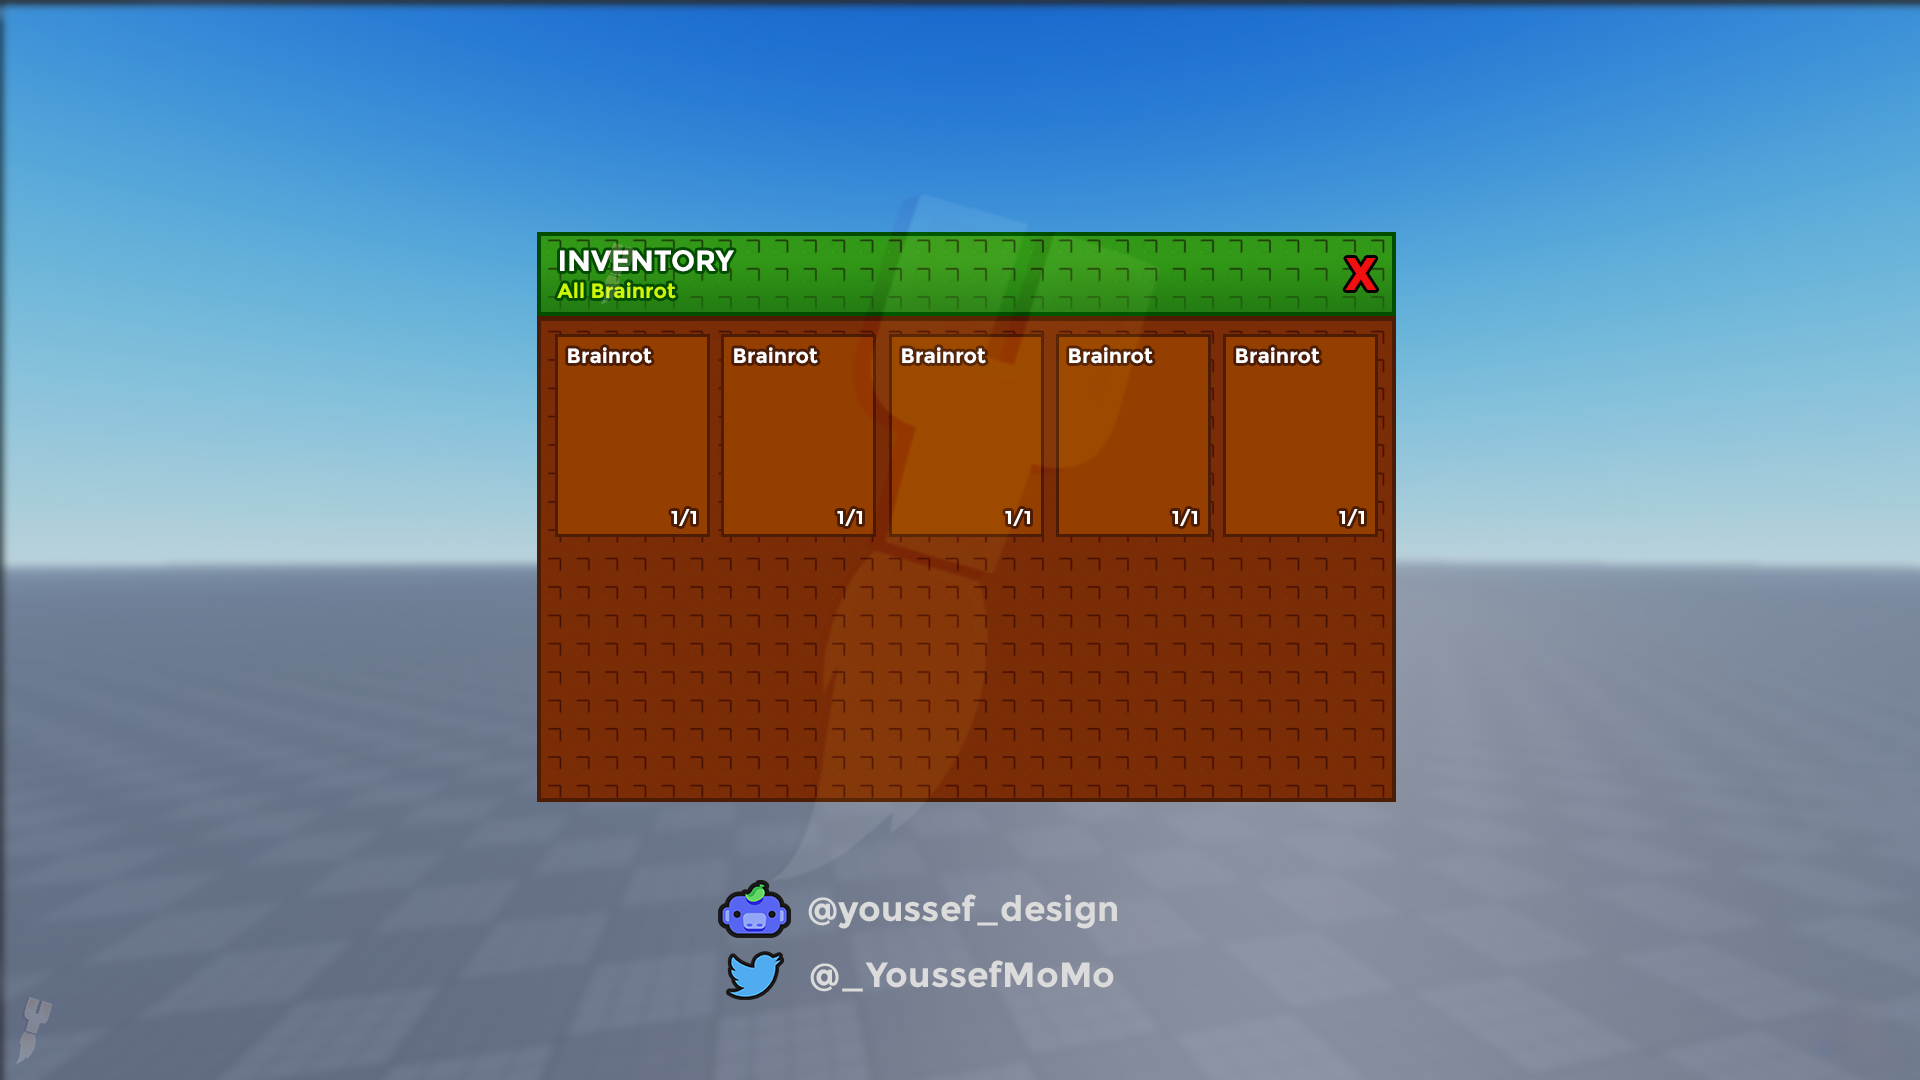 INVENTORY
All Brainrot
X
Brainrot Brainrot Brainrot Brainrot Brainrot
1/1 1/1 1/1 1/1 1/1
@youssef_design
@_YoussefMoMo